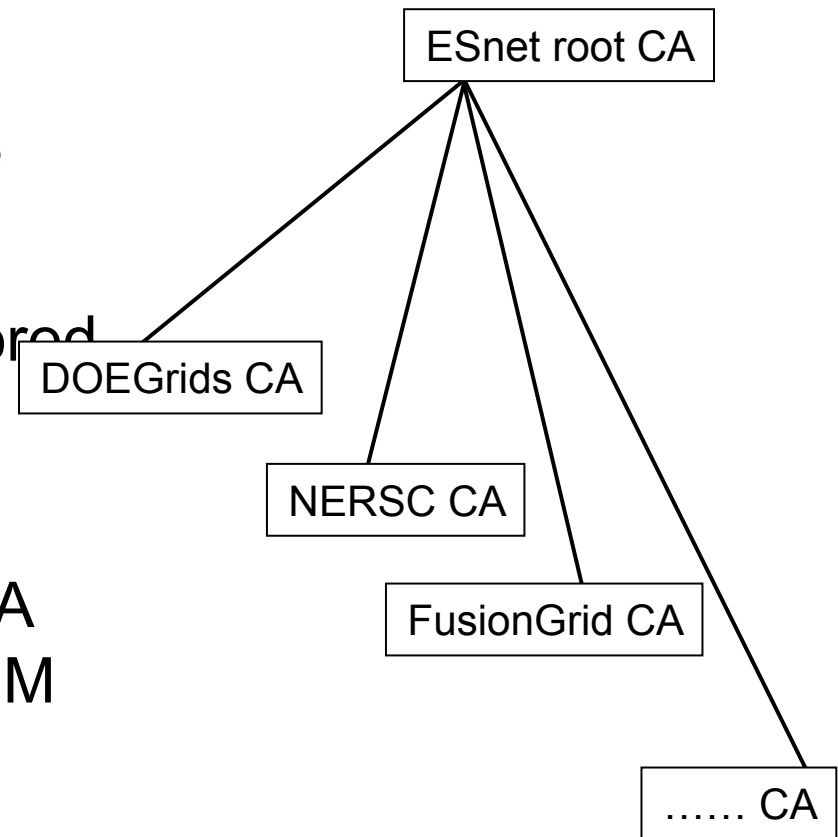 ESnet root CA
DOEGrids CA
NERSC CA
FusionGrid CA
A
M
...... CA